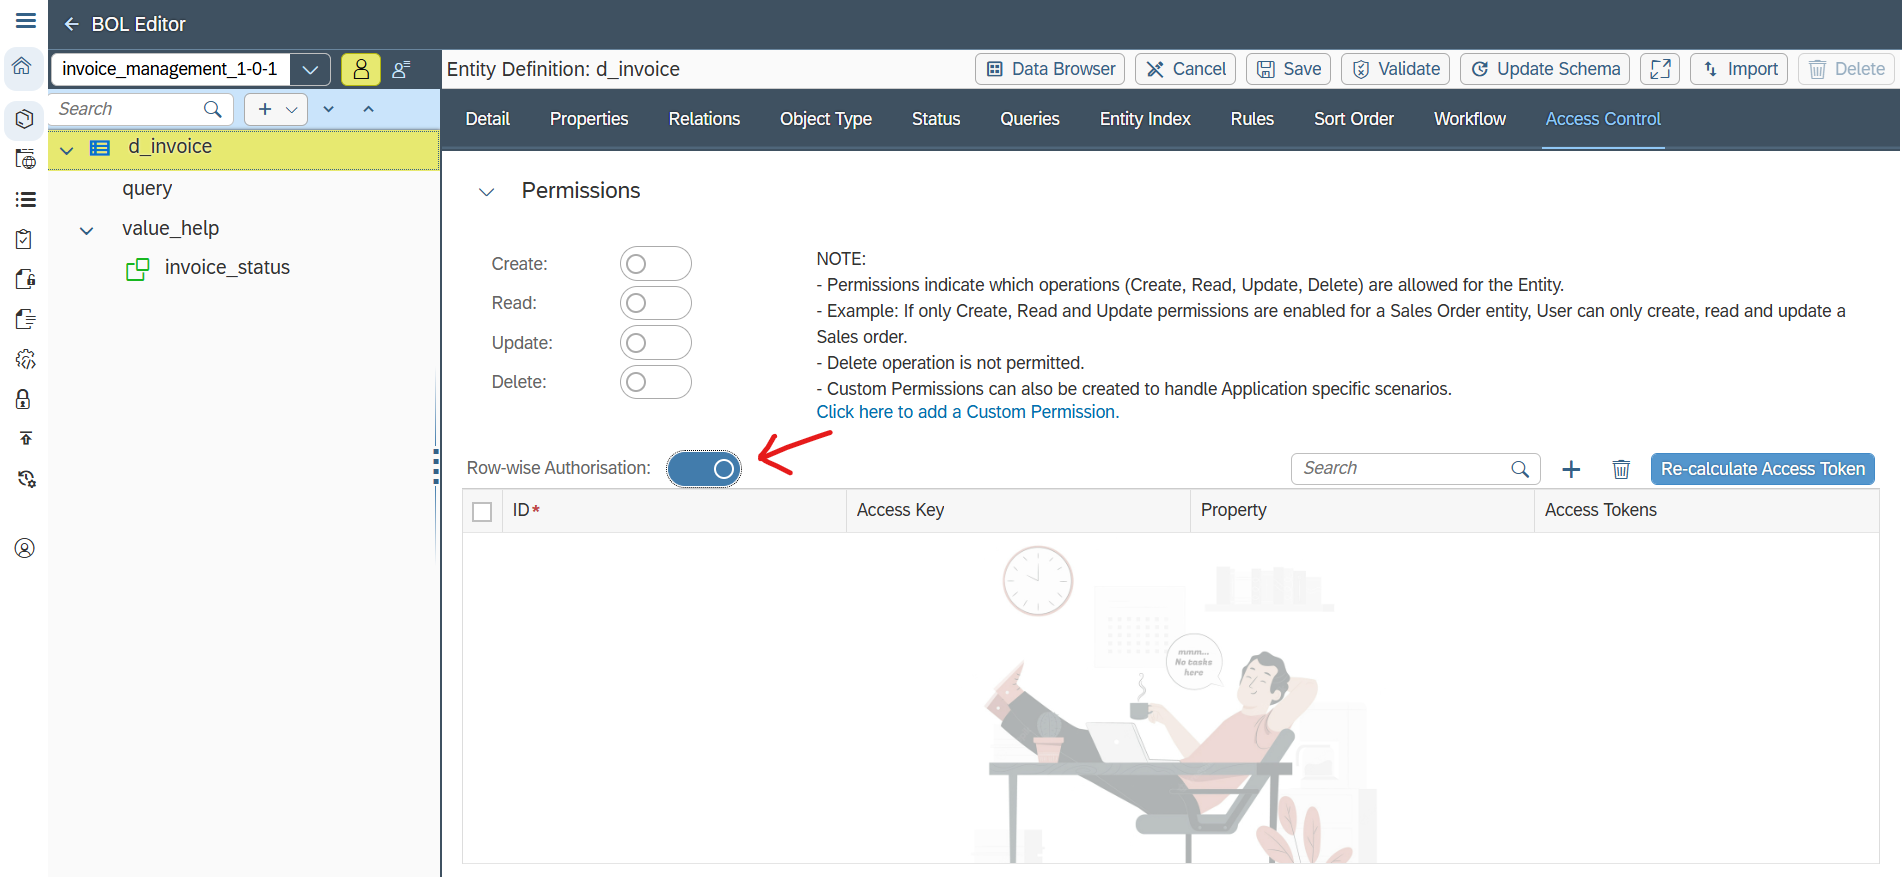 BOL Editor
invoice_management_1-0-1
Entity Definition: d_invoice
Data Browser
Cancel
Save
Validate
Update Schema
Import
Delete
Search
Detail
Properties
Relations
Object Type
Status
Queries
Entity Index
Rules
Sort Order
Workflow
Access Control
d_invoice
query
value_help
invoice_status
Permissions
Create:
Read:
Update:
Delete:
NOTE:
- Permissions indicate which operations (Create, Read, Update, Delete) are allowed for the Entity.
- Example: If only Create, Read and Update permissions are enabled for a Sales Order entity, User can only create, read and update a
Sales order.
- Delete operation is not permitted.
- Custom Permissions can also be created to handle Application specific scenarios.
Click here to add a Custom Permission.
Row-wise Authorisation:
Search
Re-calculate Access Token
ID*
Access Key
Property
Access Tokens
mmm...
No tasks
here